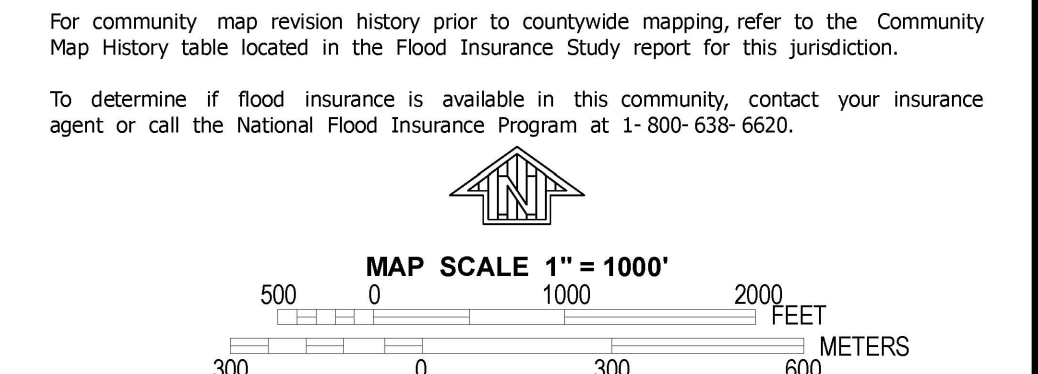 For community map revision history prior to countywide mapping, refer to the Community
Map History table located in the Flood Insurance Study report for this jurisdiction.
To determine if flood insurance is available in this community, contact your insurance
agent or call the National Flood Insurance Program at 1- 800- 638- 6620.
N
MAP SCALE 1" = 1000'
500 0 1000 2000
FEET
METERS
300 0 300 600